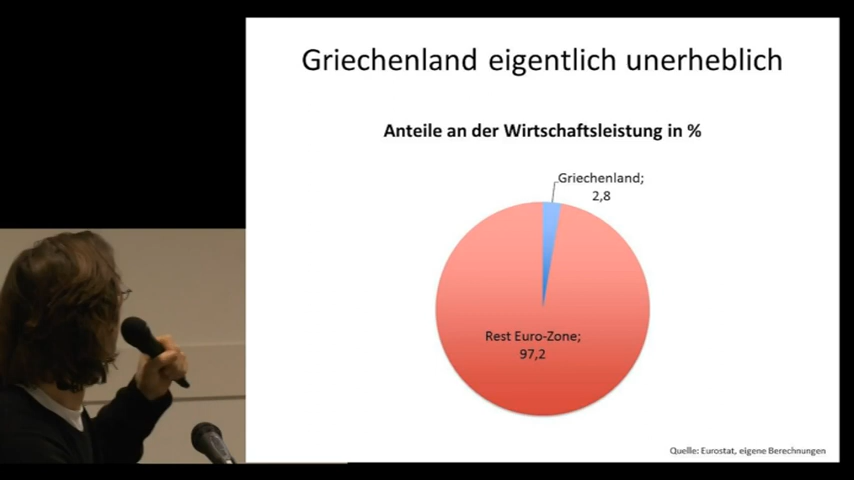 Griechenland eigentlich unerheblich
Anteile an der Wirtschaftsleistung in %
Griechenland;
2,8
Rest Euro-Zone;
97,2
Quelle: Eurostat, eigene Berechnungen